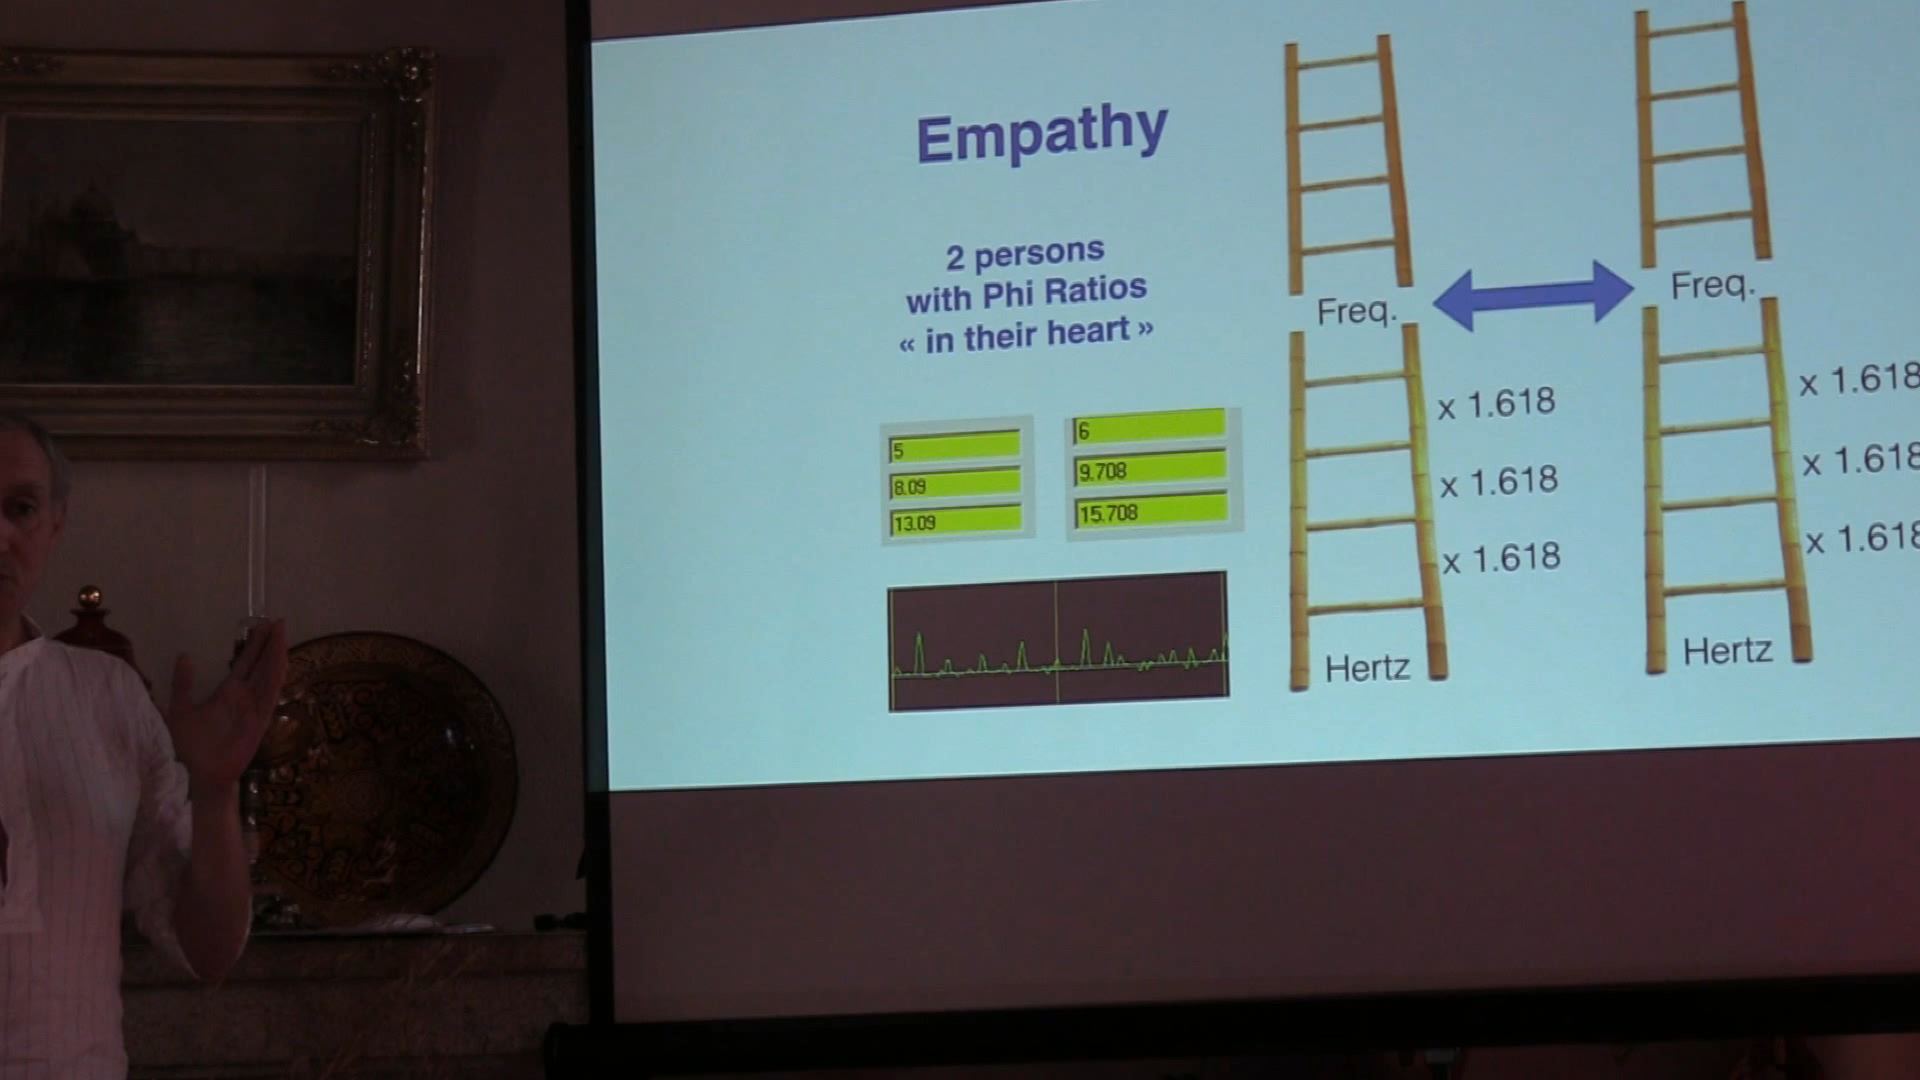 Empathy
2 persons
with Phi Ratios
« in their heart »
5
8.09
13.09
6
9.708
15.708
Freq.
x 1.618
x 1.618
x 1.618
Hertz
Freq.
x 1.618
x 1.618
x 1.618
Hertz